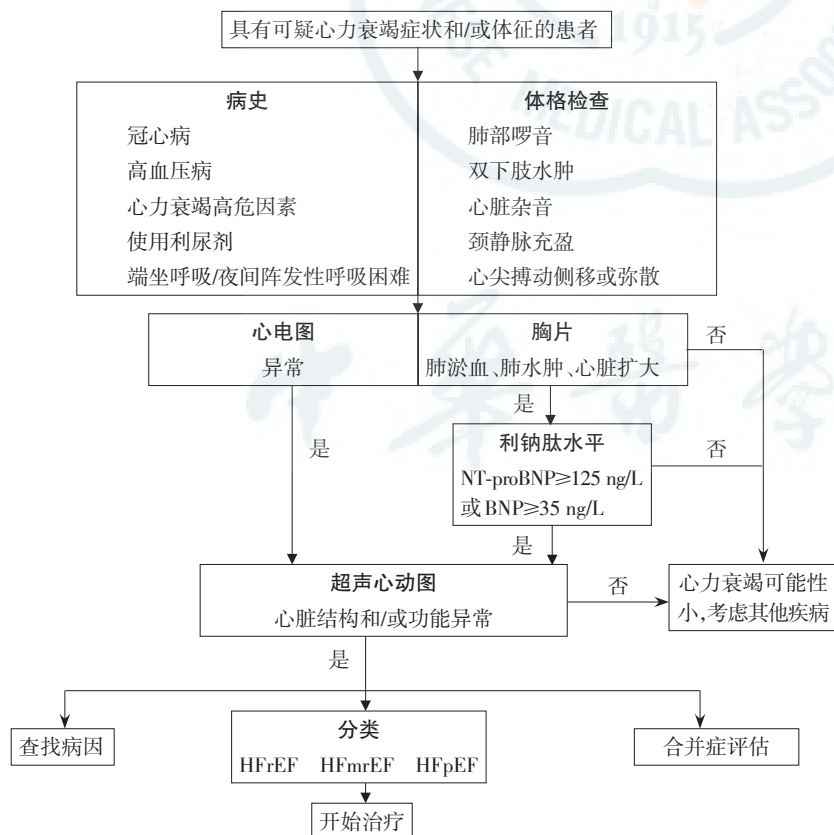 具有可疑心力衰竭症状和/或体征的患者
1915
MEDICAL ASSOC
病史
冠心病
高血压病
心力衰竭高危因素
使用利尿剂
端坐呼吸/夜间阵发性呼吸困难
体格检查
肺部啰音
双下肢水肿
心脏杂音
颈静脉充盈
心尖搏动侧移或弥散
心电图
异常
胸片
肺淤血、肺水肿、心脏扩大
否
是
是
利钠肽水平
NT-proBNP≥125 ng/L
或BNP≥35 ng/L
否
是
超声心动图
心脏结构和/或功能异常
否
心力衰竭可能性
小,考虑其他疾病
是
查找病因
分类
HFrEF HFmrEF HFpEF
合并症评估
开始治疗
中华医学